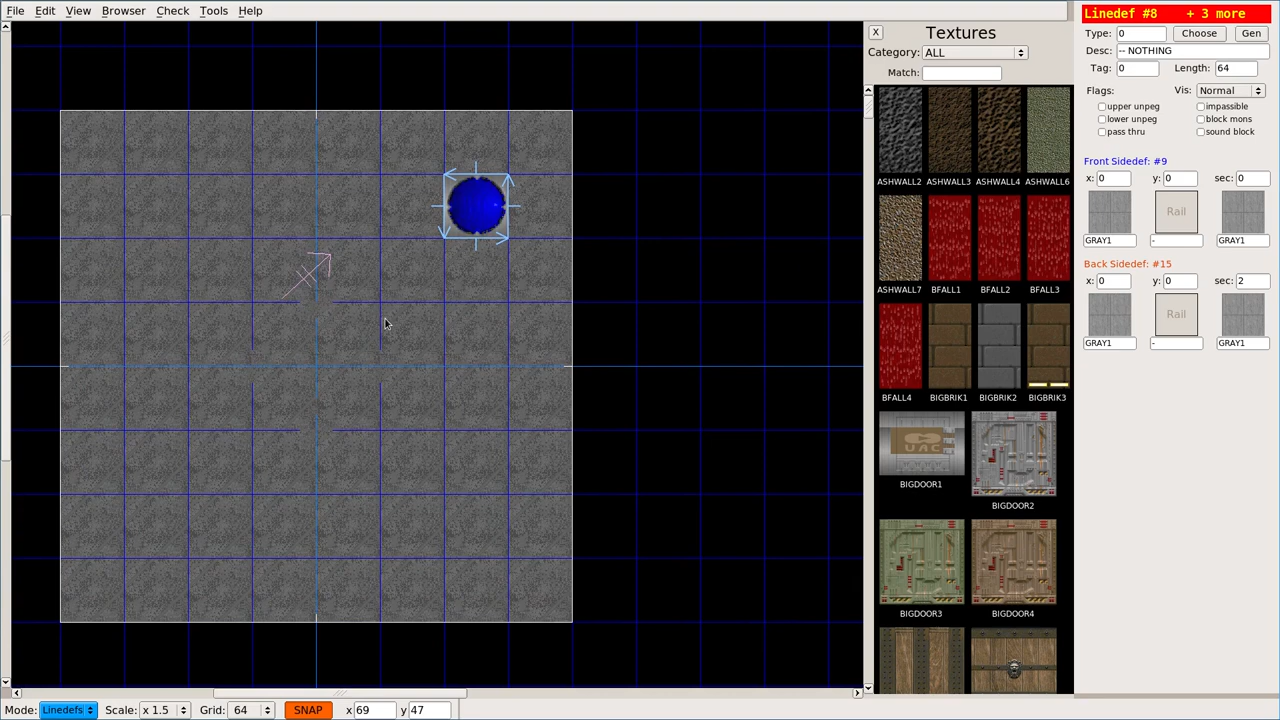 File Edit View Browser Check Tools Help
Linedef #8 + 3 more
X Textures
Category: ALL
Match:
Type: 0 Choose Gen
Desc: -- NOTHING
Tag: 0 Length: 64
Flags: Vis: Normal
upper unpeg impassible
lower unpeg block mons
pass thru sound block
ASHWALL2 ASHWALL3 ASHWALL4 ASHWALL6
Front Sidedef: #9
x: 0 y: 0 sec: 0
Rail
GRAY1 - GRAY1
Back Sidedef: #15
x: 0 y: 0 sec: 2
Rail
GRAY1 - GRAY1
ASHWALL7 BFALL1 BFALL2 BFALL3
BFALL4 BIGBRIK1 BIGBRIK2 BIGBRIK3
UAC
BIGDOOR1
BIGDOOR2
BIGDOOR3 BIGDOOR4
Mode: Linedefs Scale: x 1.5 Grid: 64 SNAP x 69 y 47